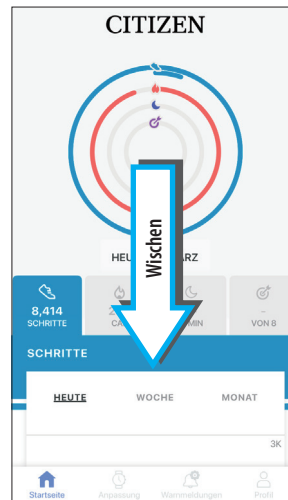 CITIZEN
HEU
RZ
Wischen
8,414
SCHRITTE
CA
MIN
–
VON 8
SCHRITTE
HEUTE WOCHE MONAT
3K
Startseite Anpassung Warnmeldungen Profil